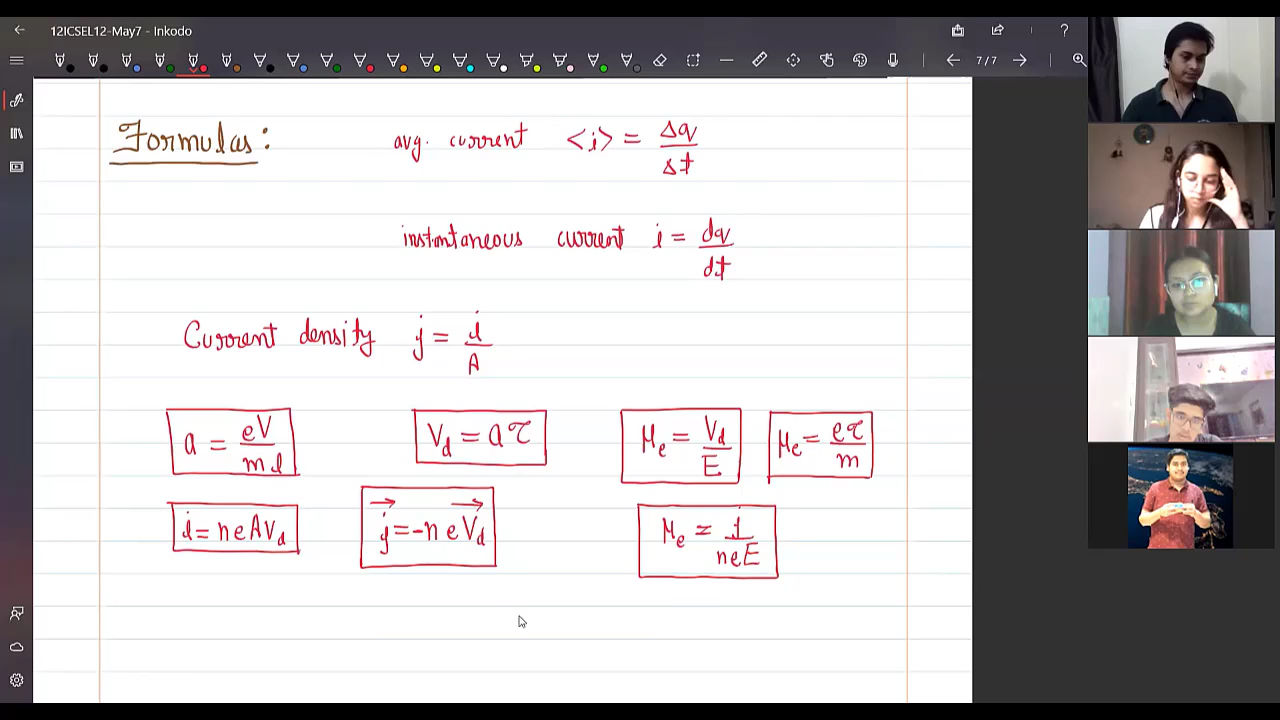 12ICSEL12-May7 - Inkodo
7/7
Formulas:
avg. current <i> = Δq/Δt
instantaneous current i = dq/dt
Current density j = i/A
a = eV/ml
Vd = aτ
μe = Vd/E
μe = eτ/m
i = neAVd
j⃗ = -neV⃗d
μe = j/neE